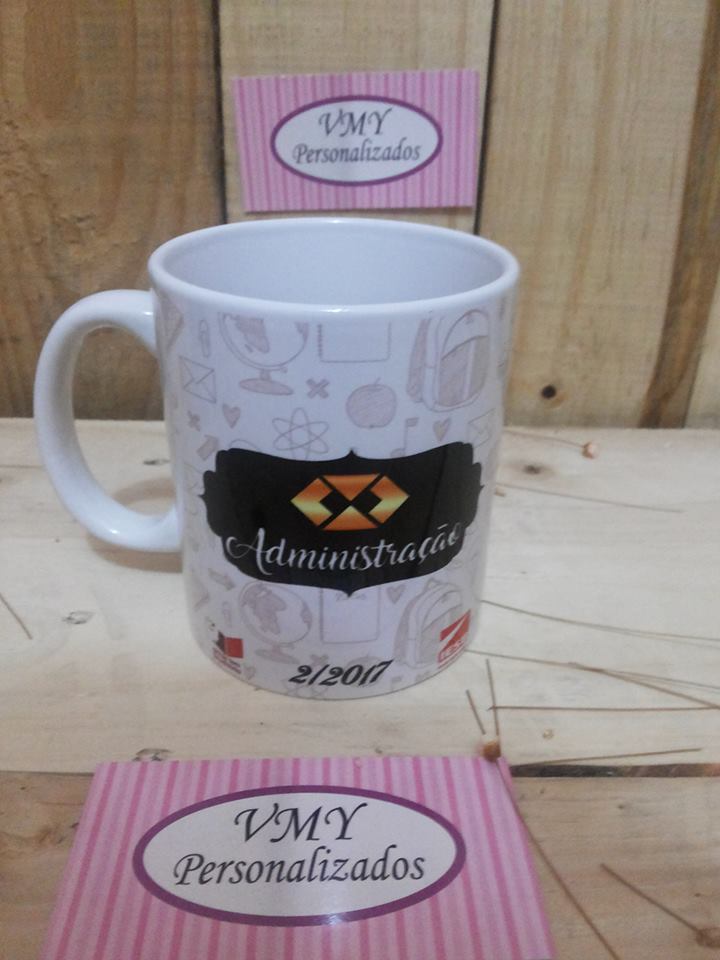 VMY
Personalizados
Administração
2/2017
VMY
Personalizados